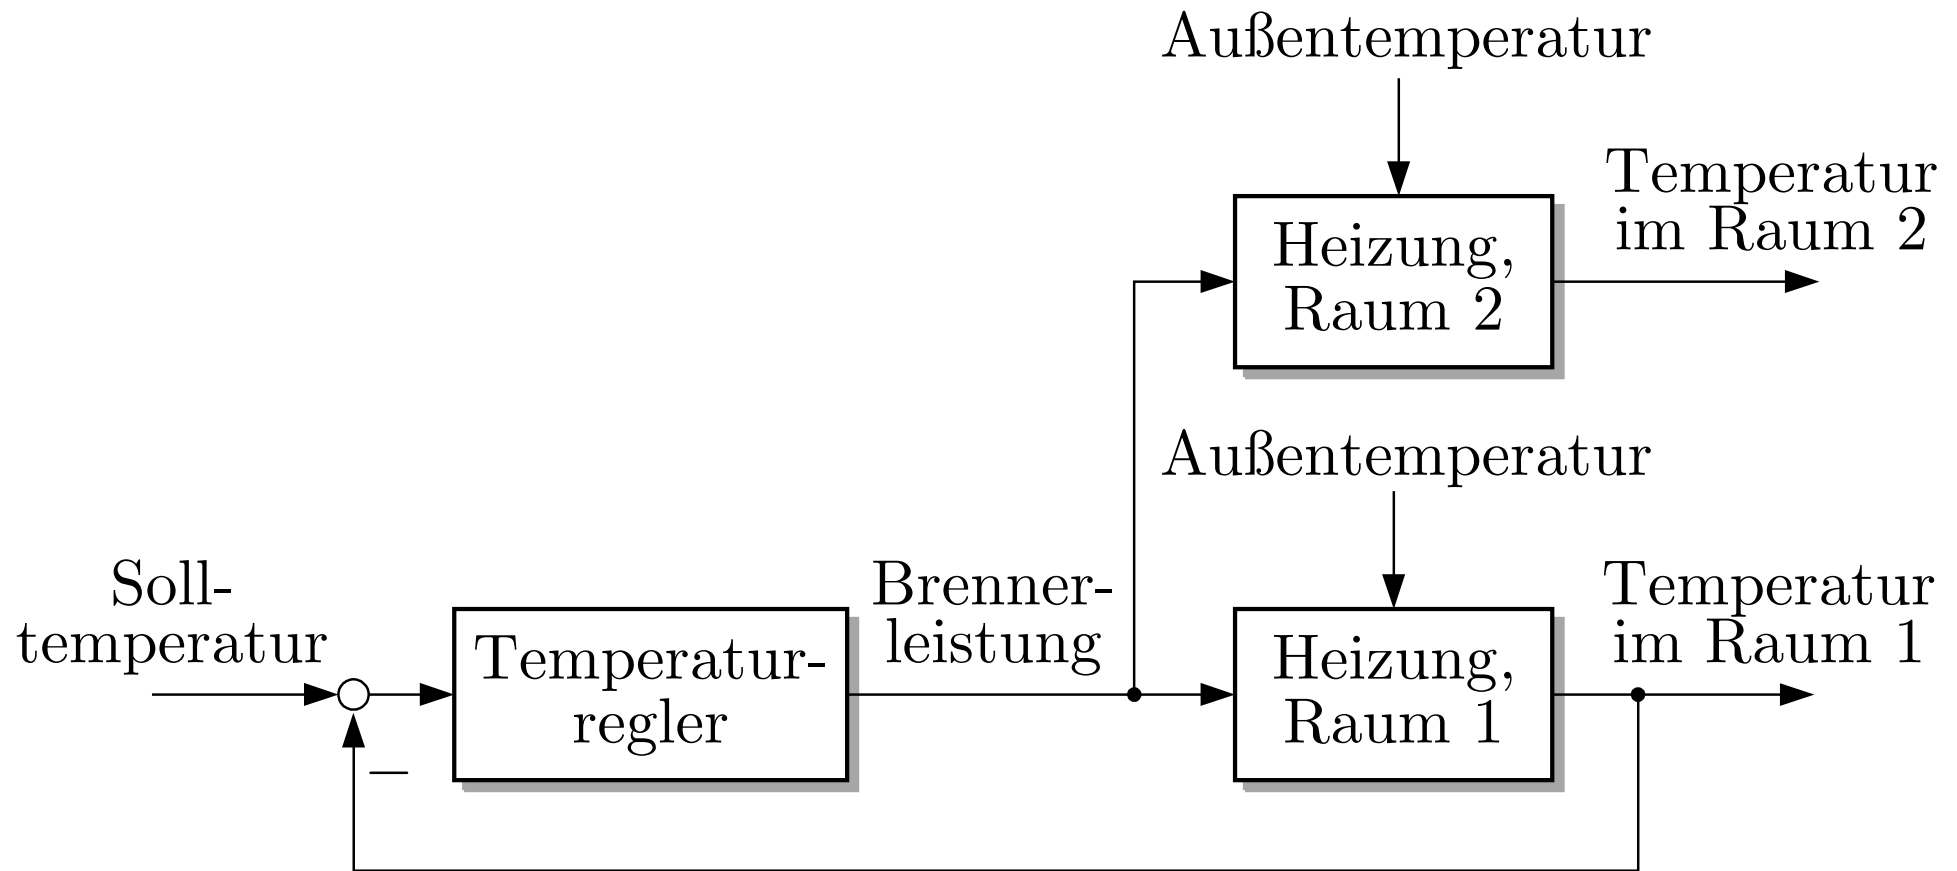 Außentemperatur
Temperatur
im Raum 2
Heizung,
Raum 2
Außentemperatur
Soll-
temperatur
Temperatur-
regler
Brenner-
leistung
Heizung,
Raum 1
Temperatur
im Raum 1
−